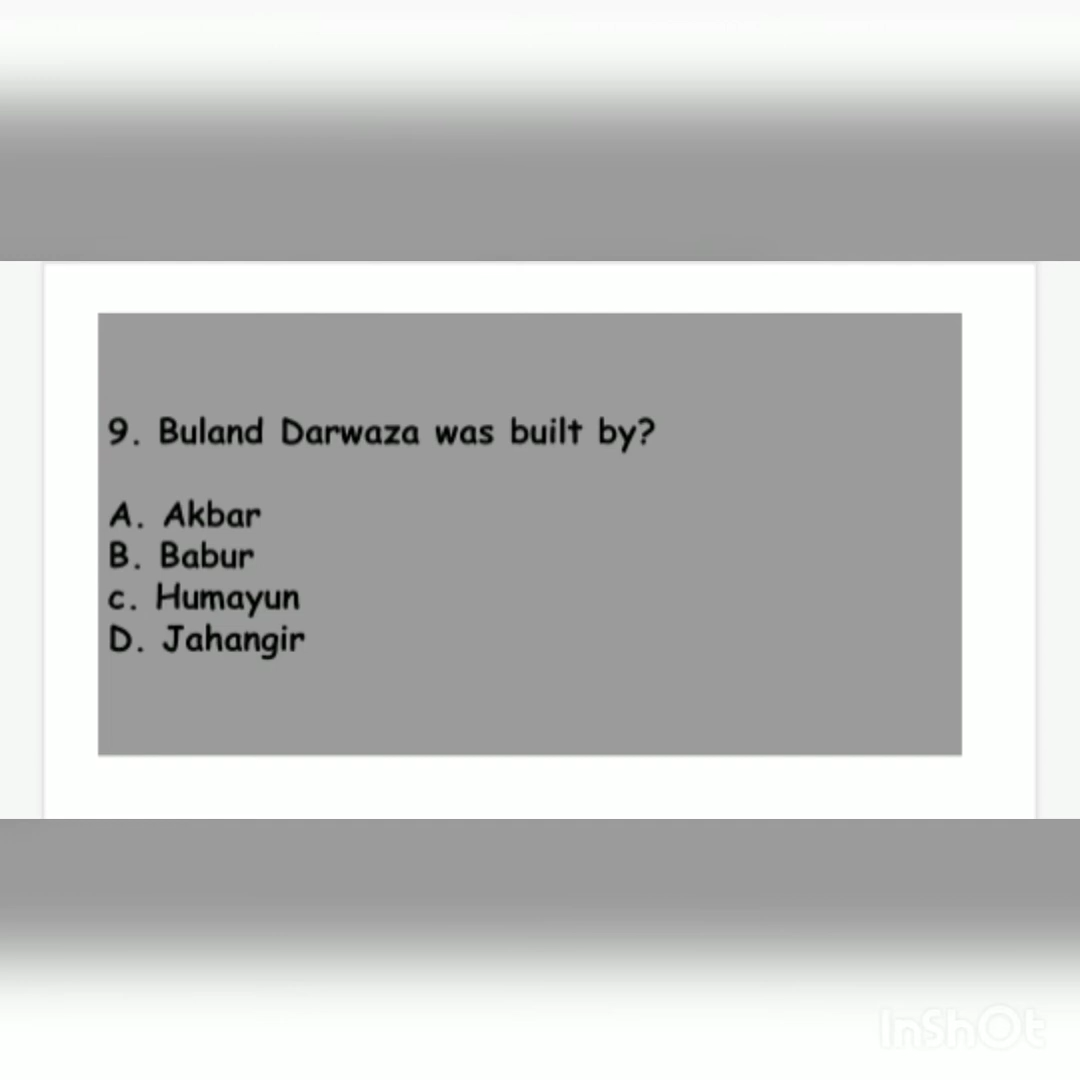 9. Buland Darwaza was built by?
A. Akbar
B. Babur
c. Humayun
D. Jahangir
InShOt